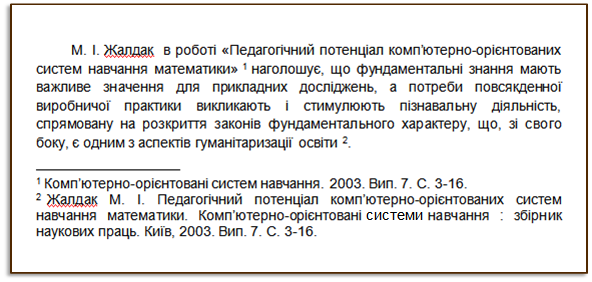 М. І. Жалдак в роботі «Педагогічний потенціал комп'ютерно-орієнтованих
систем навчання математики» ¹ наголошує, що фундаментальні знання мають
важливе значення для прикладних досліджень, а потреби повсякденної
виробничої практики викликають і стимулюють пізнавальну діяльність,
спрямовану на розкриття законів фундаментального характеру, що, зі свого
боку, є одним з аспектів гуманітаризації освіти ².
¹ Комп'ютерно-орієнтовані систем навчання. 2003. Вип. 7. С. 3-16.
² Жалдак М. І. Педагогічний потенціал комп'ютерно-орієнтованих систем
навчання математики. Комп'ютерно-орієнтовані системи навчання : збірник
наукових праць. Київ, 2003. Вип. 7. С. 3-16.